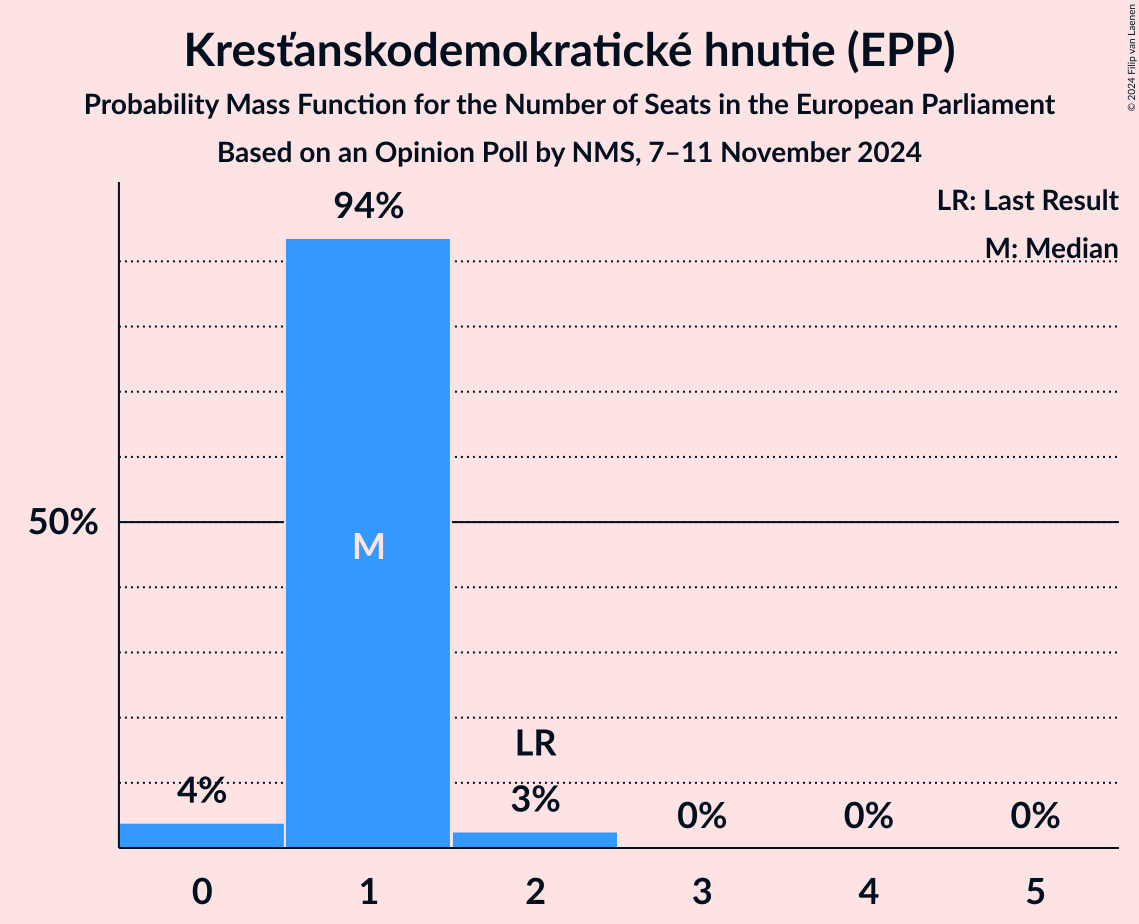 Kresťanskodemokratické hnutie (EPP)
Probability Mass Function for the Number of Seats in the European Parliament
Based on an Opinion Poll by NMS, 7–11 November 2024
© 2024 Filip van Laenen
LR: Last Result
M: Median
94%
50%
M
LR
4%
3%
0%
0%
0%
0
1
2
3
4
5